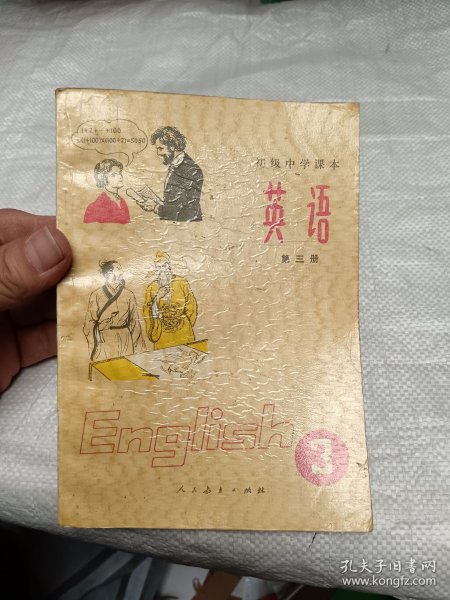 1+2+…+100
=(1+100)×(100÷2)=5050
初级中学课本
英语
第三册
English
3
人民教育出版社
孔夫子旧书网
www.kongfz.com